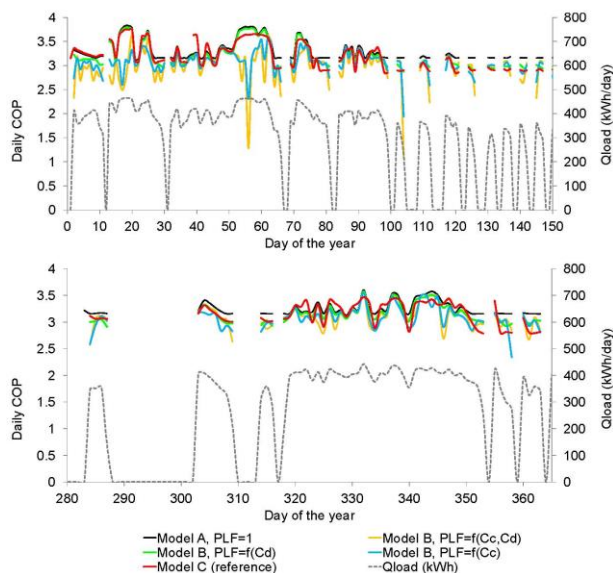 4 800
3.5 700
3 600
2.5 500
2 400
1.5 300
1 200
0.5 100
0 0
Daily COP
Qload (kWh/day)
0 10 20 30 40 50 60 70 80 90 100 110 120 130 140 150
Day of the year
4 800
3.5 700
3 600
2.5 500
2 400
1.5 300
1 200
0.5 100
0 0
Daily COP
Qload (kWh/day)
280 290 300 310 320 330 340 350 360
Day of the year
Model A, PLF=1 Model B, PLF=f(Cc,Cd)
Model B, PLF=f(Cd) Model B, PLF=f(Cc)
Model C (reference) Qload (kWh)